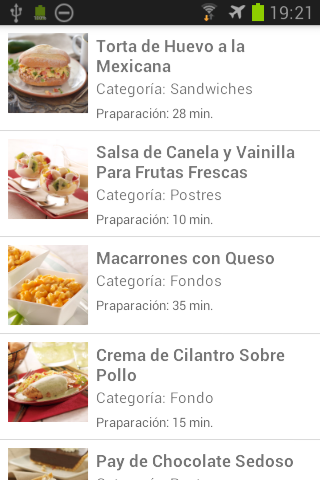 19:21
Torta de Huevo a la
Mexicana
Categoría: Sandwiches
Praparación: 28 min.
Salsa de Canela y Vainilla
Para Frutas Frescas
Categoría: Postres
Praparación: 10 min.
Macarrones con Queso
Categoría: Fondos
Praparación: 35 min.
Crema de Cilantro Sobre
Pollo
Categoría: Fondo
Praparación: 15 min.
Pay de Chocolate Sedoso